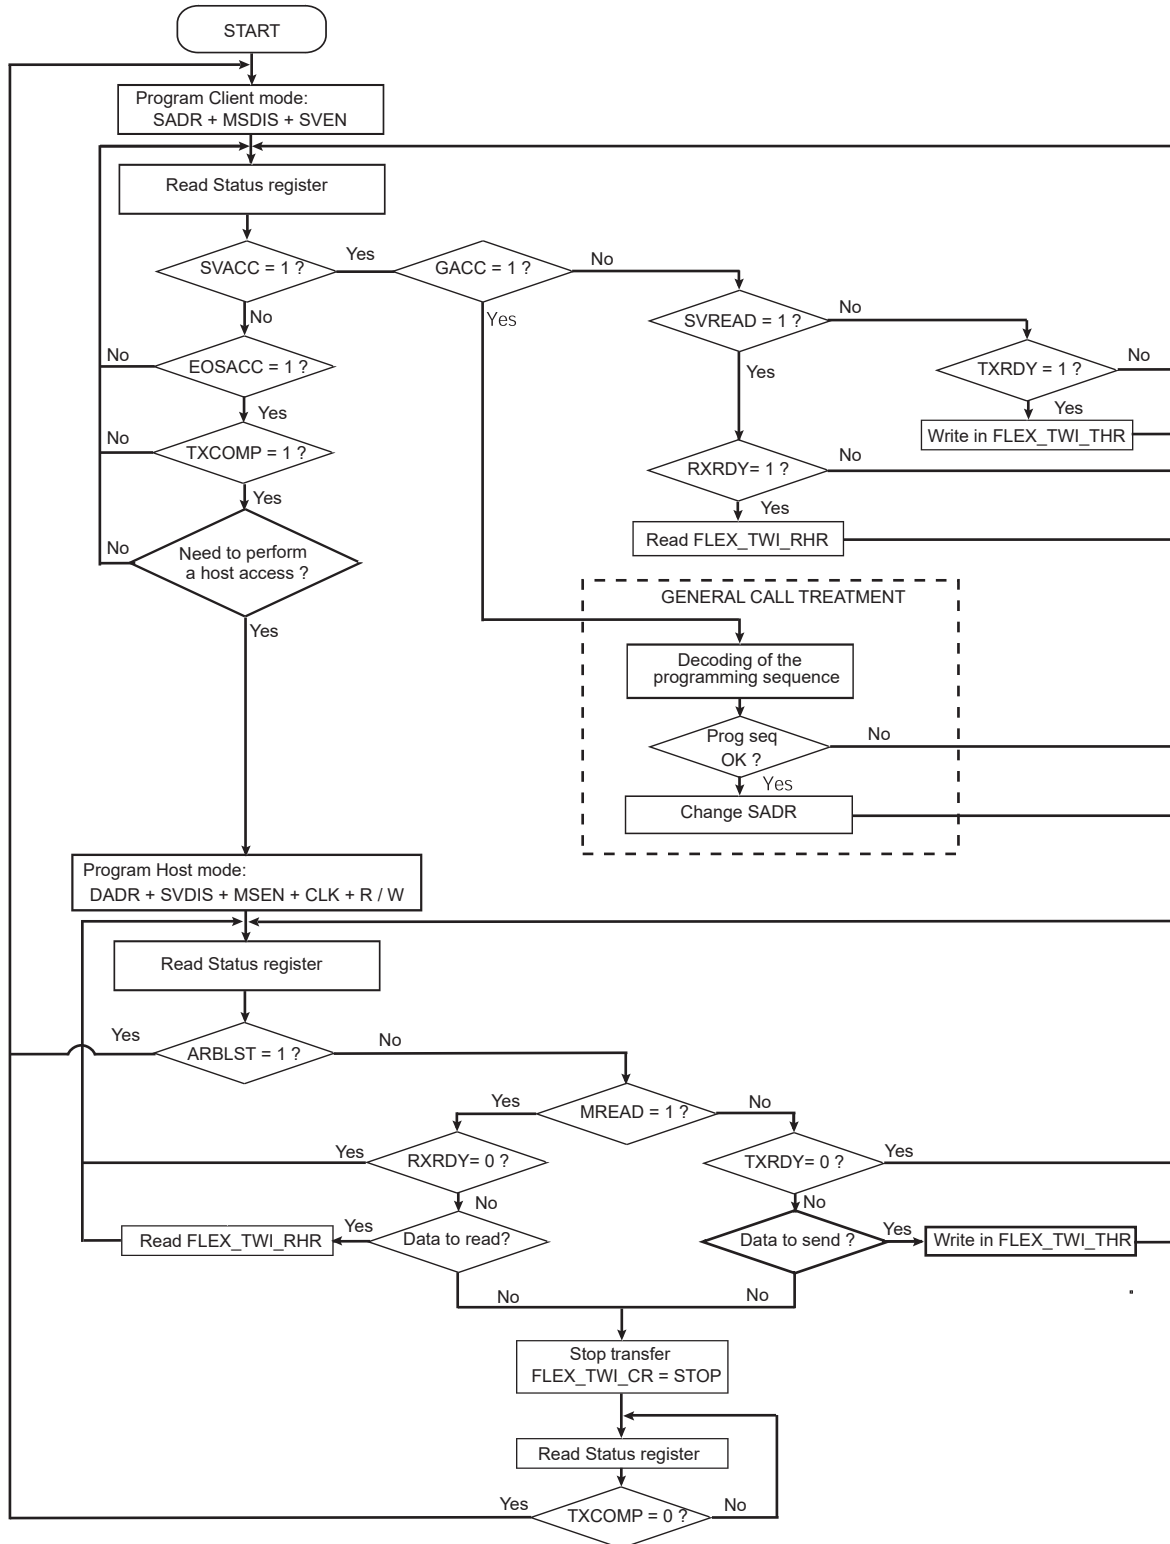 START
Program Client mode:
SADR + MSDIS + SVEN
Read Status register
SVACC = 1 ?
Yes
GACC = 1 ?
No
SVREAD = 1 ?
No
No
Yes
EOSACC = 1 ?
No
Yes
TXRDY = 1 ?
No
Yes
Yes
Write in FLEX_TWI_THR
TXCOMP = 1 ?
No
RXRDY= 1 ?
No
Yes
Yes
Read FLEX_TWI_RHR
Need to perform
a host access ?
No
Yes
GENERAL CALL TREATMENT
Decoding of the
programming sequence
Prog seq
OK ?
No
Yes
Change SADR
Program Host mode:
DADR + SVDIS + MSEN + CLK + R / W
Read Status register
Yes
ARBLST = 1 ?
No
Yes
MREAD = 1 ?
No
Yes
RXRDY= 0 ?
TXRDY= 0 ?
Yes
No
No
Read FLEX_TWI_RHR
Yes
Data to read?
Data to send ?
Yes
Write in FLEX_TWI_THR
No
No
Stop transfer
FLEX_TWI_CR = STOP
Read Status register
Yes
TXCOMP = 0 ?
No